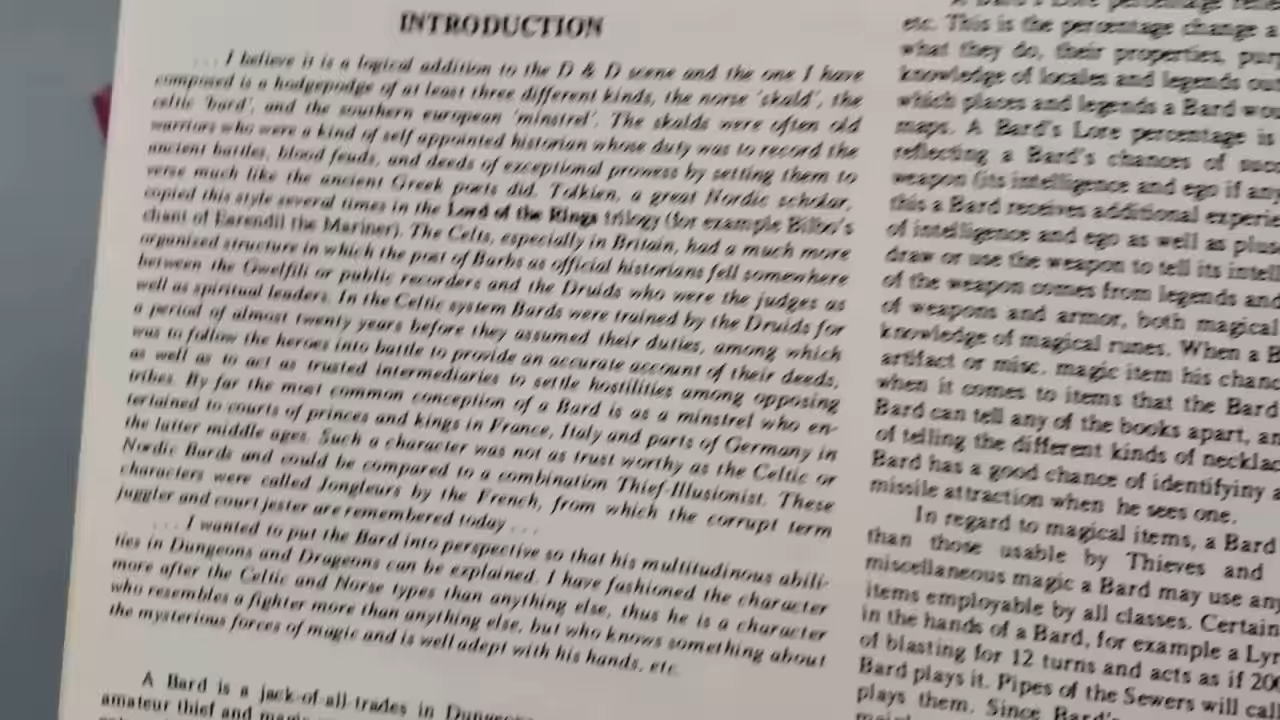 INTRODUCTION
... I believe it is a logical addition to the D & D scene and the one I have
composed is a hodgepodge of at least three different kinds, the norse 'skald', the
celtic 'bard', and the southern european 'minstrel'. The skalds were often old
warriors who were a kind of self appointed historian whose duty was to record the
ancient battles, blood feuds, and deeds of exceptional prowess by setting them to
verse much like the ancient Greek poets did. Tolkien, a great Nordic scholar,
copied this style several times in the Lord of the Rings trilogy (for example Bilbo's
chant of Earendil the Mariner). The Celts, especially in Britain, had a much more
organized structure in which the post of Barbs as official historians fell somewhere
between the Gwelfili or public recorders and the Druids who were the judges as
well as spiritual leaders. In the Celtic system Bards were trained by the Druids for
a period of almost twenty years before they assumed their duties, among which
was to follow the heroes into battle to provide an accurate account of their deeds,
as well as to act as trusted intermediaries to settle hostilities among opposing
tribes. By far the most common conception of a Bard is as a minstrel who en-
tertained to courts of princes and kings in France, Italy and parts of Germany in
the latter middle ages. Such a character was not as trust worthy as the Celtic or
Nordic Bards and could be compared to a combination Thief-Illusionist. These
characters were called Jongleurs by the French, from which the corrupt term
juggler and court jester are remembered today ...
... I wanted to put the Bard into perspective so that his multitudinous abili-
ties in Dungeons and Drageons can be explained. I have fashioned the character
more after the Celtic and Norse types than anything else, thus he is a character
who resembles a fighter more than anything else, but who knows something about
the mysterious forces of magic and is well adept with his hands, etc.
A Bard is a jack-of-all-trades in
amateur thief and
etc. This is the percentage change a
what they do, their properties,
knowledge of locales and legends
which places and legends a Bard
maps. A Bard's Lore percentage is
reflecting a Bard's chances of
weapon (its intelligence and ego if any
this a Bard receives additional
of intelligence and ego as well as
draw or use the weapon to tell its
of the weapon comes from legends and
of weapons and armor, both magical
knowledge of magical runes. When a
artifact or misc. magic item his
when it comes to items that the Bard
Bard can tell any of the books apart,
of telling the different kinds of
Bard has a good chance of identifyiny
missile attraction when he sees one.
In regard to magical items, a Bard
than those usable by Thieves and
miscellaneous magic a Bard may use
items employable by all classes.
in the hands of a Bard, for example a
of blasting for 12 turns and acts as if
Bard plays it. Pipes of the Sewers will
plays them. Since Bard's